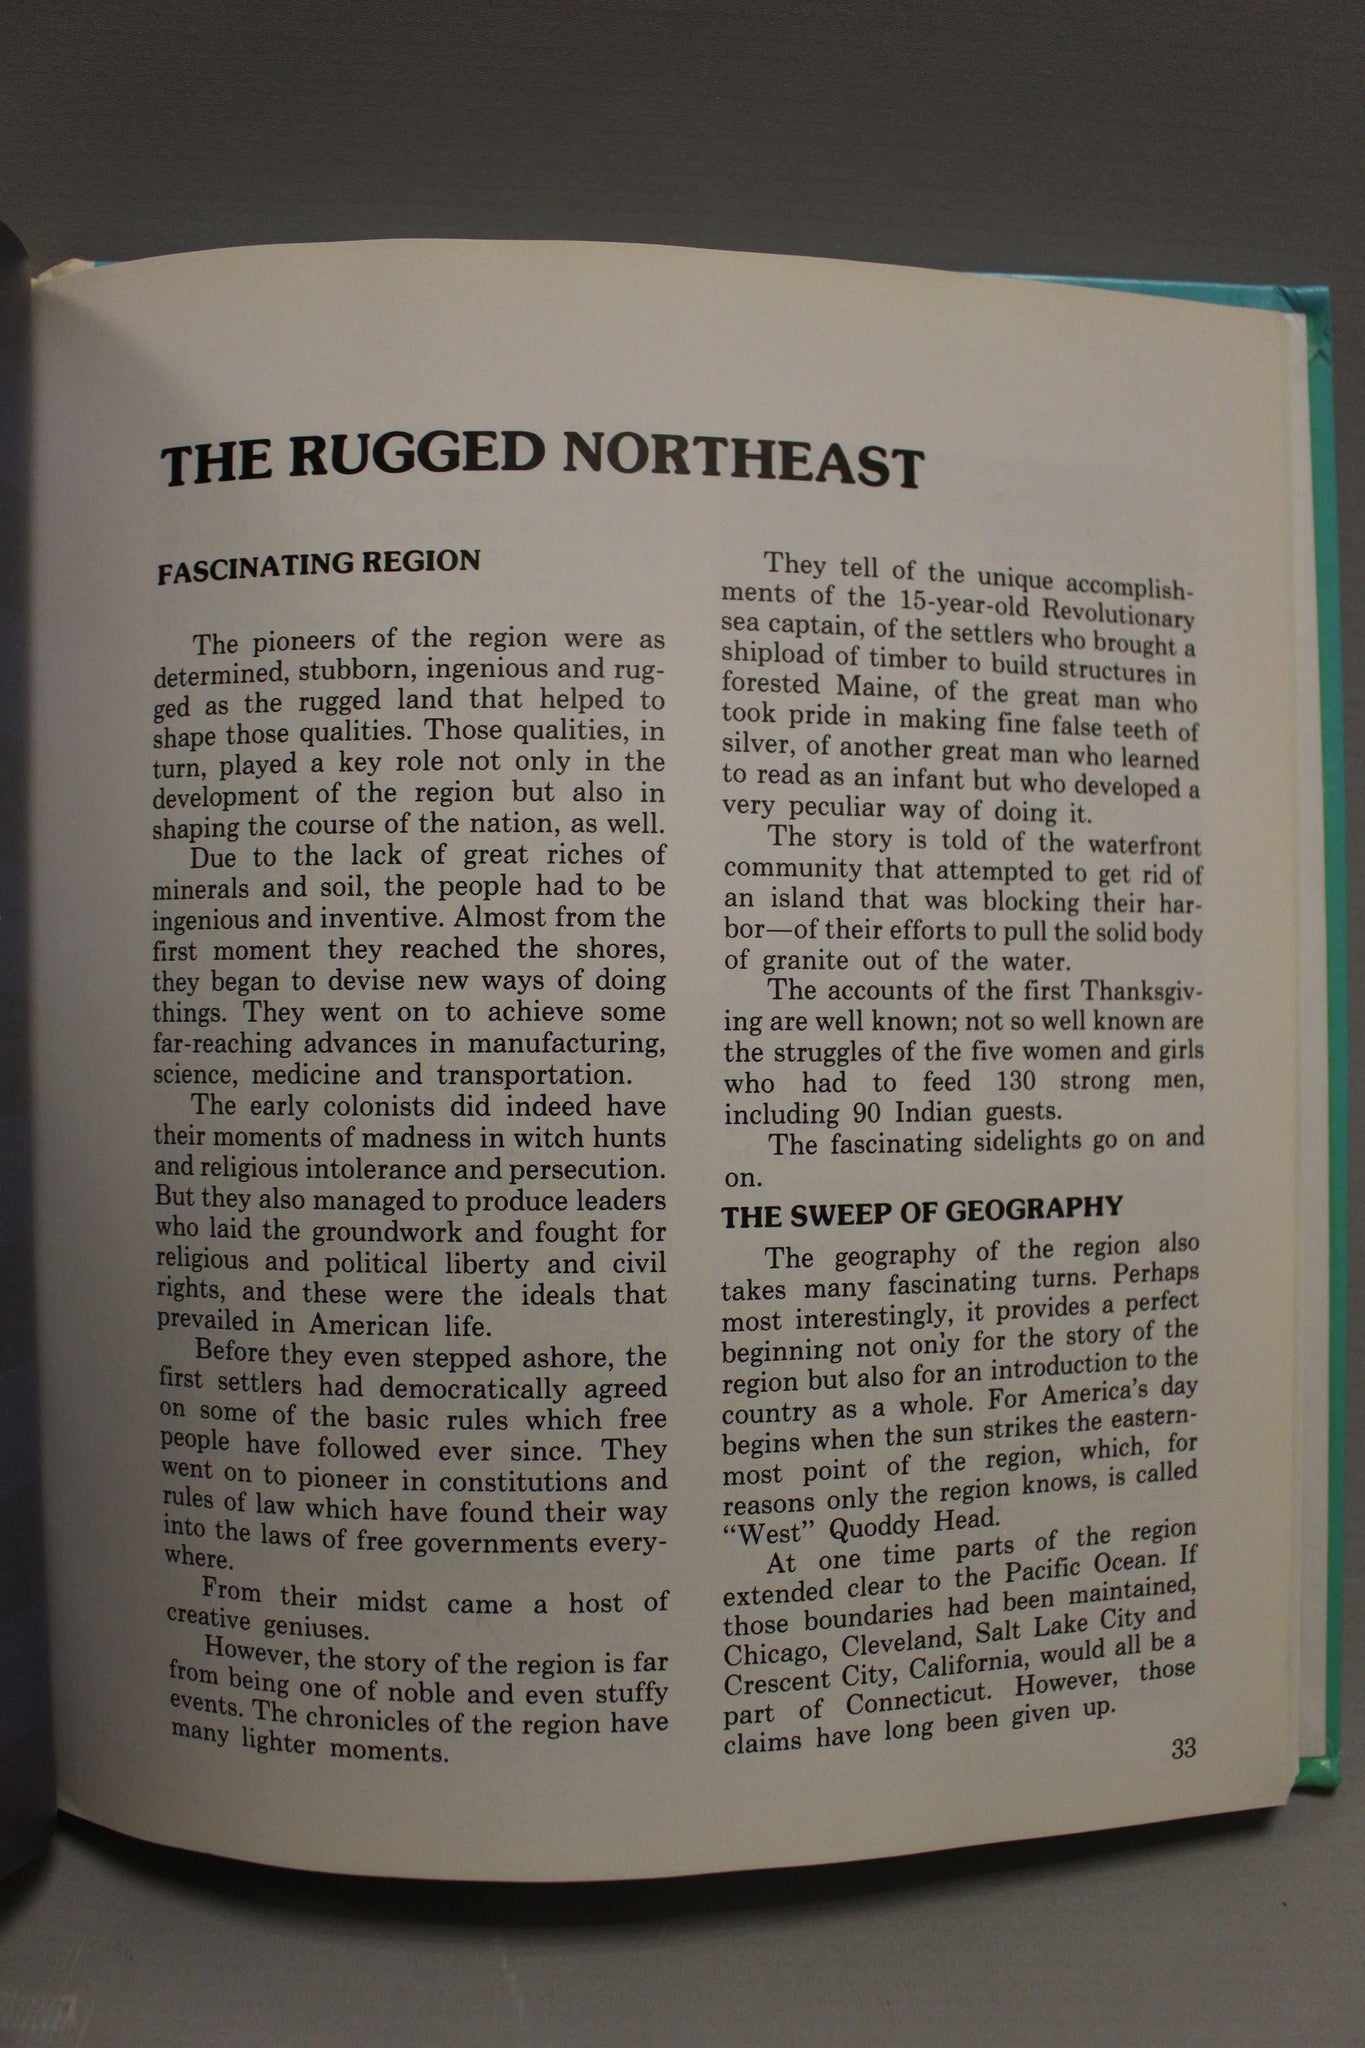 THE RUGGED NORTHEAST
FASCINATING REGION
The pioneers of the region were as
determined, stubborn, ingenious and rug-
ged as the rugged land that helped to
shape those qualities. Those qualities, in
turn, played a key role not only in the
development of the region but also in
shaping the course of the nation, as well.
Due to the lack of great riches of
minerals and soil, the people had to be
ingenious and inventive. Almost from the
first moment they reached the shores,
they began to devise new ways of doing
things. They went on to achieve some
far-reaching advances in manufacturing,
science, medicine and transportation.
The early colonists did indeed have
their moments of madness in witch hunts
and religious intolerance and persecution.
But they also managed to produce leaders
who laid the groundwork and fought for
religious and political liberty and civil
rights, and these were the ideals that
prevailed in American life.
Before they even stepped ashore, the
first settlers had democratically agreed
on some of the basic rules which free
people have followed ever since. They
went on to pioneer in constitutions and
rules of law which have found their way
into the laws of free governments every-
where.
From their midst came a host of
creative geniuses.
However, the story of the region is far
from being one of noble and even stuffy
events. The chronicles of the region have
many lighter moments.
They tell of the unique accomplish-
ments of the 15-year-old Revolutionary
sea captain, of the settlers who brought a
shipload of timber to build structures in
forested Maine, of the great man who
took pride in making fine false teeth of
silver, of another great man who learned
to read as an infant but who developed a
very peculiar way of doing it.
The story is told of the waterfront
community that attempted to get rid of
an island that was blocking their har-
bor—of their efforts to pull the solid body
of granite out of the water.
The accounts of the first Thanksgiv-
ing are well known; not so well known are
the struggles of the five women and girls
who had to feed 130 strong men,
including 90 Indian guests.
The fascinating sidelights go on and
on.
THE SWEEP OF GEOGRAPHY
The geography of the region also
takes many fascinating turns. Perhaps
most interestingly, it provides a perfect
beginning not only for the story of the
region but also for an introduction to the
country as a whole. For America's day
begins when the sun strikes the eastern-
most point of the region, which, for
reasons only the region knows, is called
“West” Quoddy Head.
At one time parts of the region
extended clear to the Pacific Ocean. If
those boundaries had been maintained,
Chicago, Cleveland, Salt Lake City and
Crescent City, California, would all be a
part of Connecticut. However, those
claims have long been given up.
33